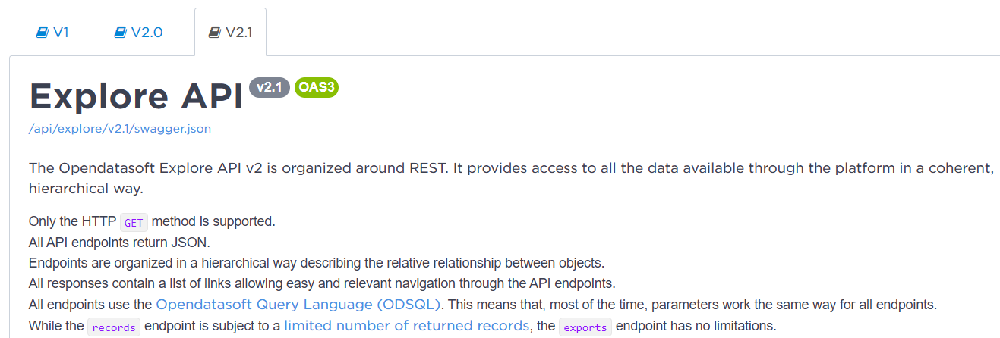 V1 V2.0 V2.1
Explore API v2.1 OAS3
/api/explore/v2.1/swagger.json
The Opendatasoft Explore API v2 is organized around REST. It provides access to all the data available through the platform in a coherent,
hierarchical way.
Only the HTTP GET method is supported.
All API endpoints return JSON.
Endpoints are organized in a hierarchical way describing the relative relationship between objects.
All responses contain a list of links allowing easy and relevant navigation through the API endpoints.
All endpoints use the Opendatasoft Query Language (ODSQL). This means that, most of the time, parameters work the same way for all endpoints.
While the records endpoint is subject to a limited number of returned records, the exports endpoint has no limitations.